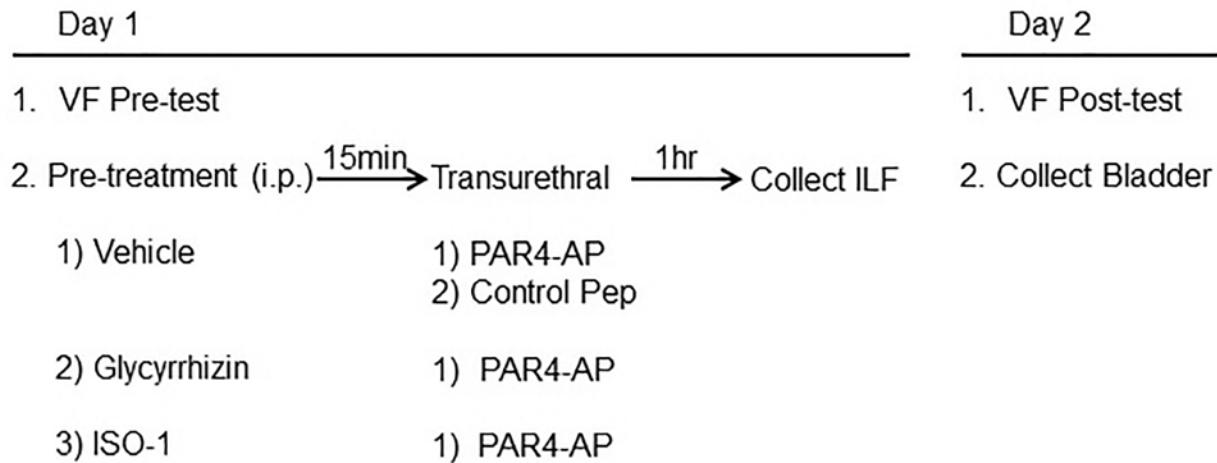 Day 1 Day 2
1. VF Pre-test 1. VF Post-test
2. Pre-treatment (i.p.) 15min Transurethral 1hr Collect ILF 2. Collect Bladder
1) Vehicle 1) PAR4-AP
2) Control Pep
2) Glycyrrhizin 1) PAR4-AP
3) ISO-1 1) PAR4-AP